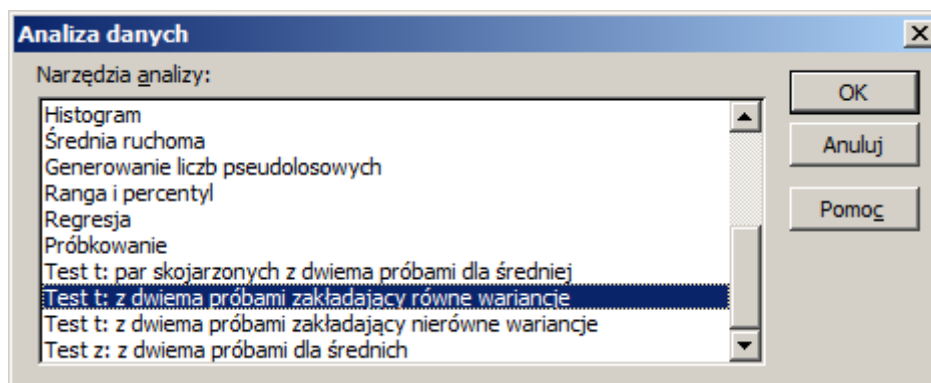 Analiza danych
Narzędzia analizy:
Histogram
Średnia ruchoma
Generowanie liczb pseudolosowych
Ranga i percentyl
Regresja
Próbkowanie
Test t: par skojarzonych z dwiema próbami dla średniej
Test t: z dwiema próbami zakładający równe wariancje
Test t: z dwiema próbami zakładający nierówne wariancje
Test z: z dwiema próbami dla średnich
OK
Anuluj
Pomoc